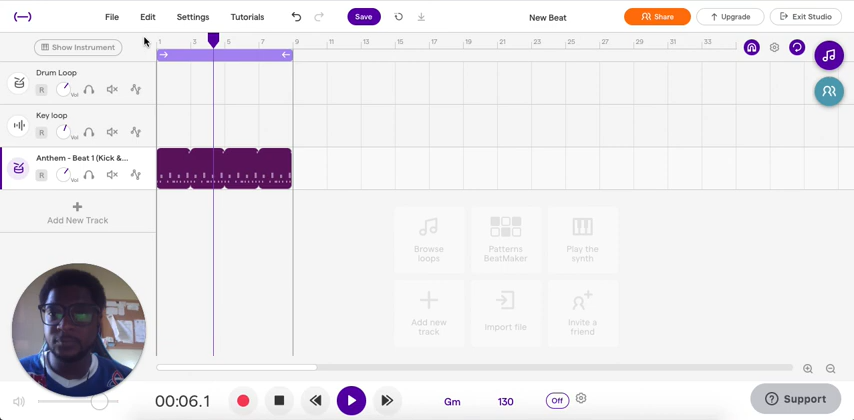 File Edit Settings Tutorials Save New Beat Share Upgrade Exit Studio
Show Instrument
1 3 5 7 9 11 13 15 17 19 21 23 25 27 29 31 33
Drum Loop
R Vol
Key loop
R Vol
Anthem - Beat 1 (Kick &...
R Vol
Add New Track
Browse loops
Patterns BeatMaker
Play the synth
Add new track
Import file
Invite a friend
00:06.1 Gm 130 Off Support